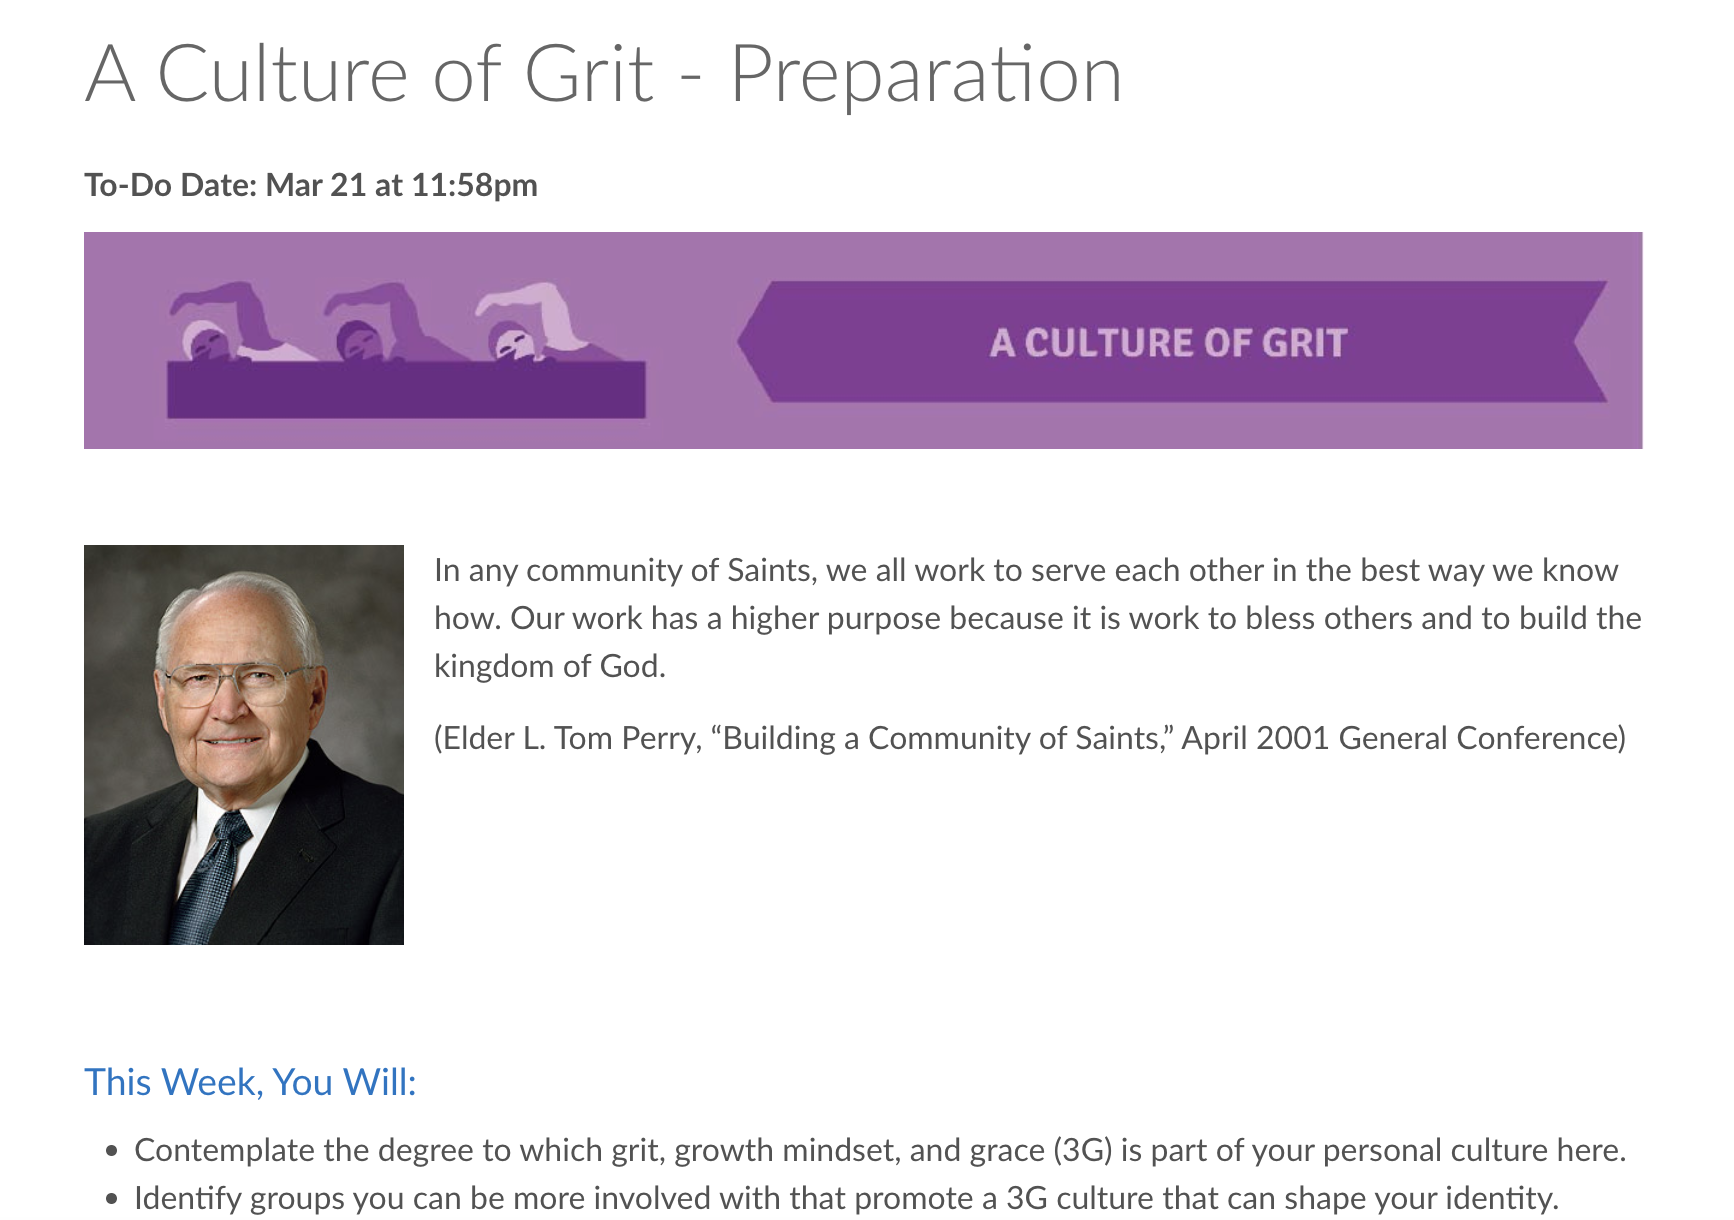 A Culture of Grit - Preparation
To-Do Date: Mar 21 at 11:58pm
A CULTURE OF GRIT
In any community of Saints, we all work to serve each other in the best way we know
how. Our work has a higher purpose because it is work to bless others and to build the
kingdom of God.
(Elder L. Tom Perry, “Building a Community of Saints,” April 2001 General Conference)
This Week, You Will:
• Contemplate the degree to which grit, growth mindset, and grace (3G) is part of your personal culture here.
• Identify groups you can be more involved with that promote a 3G culture that can shape your identity.